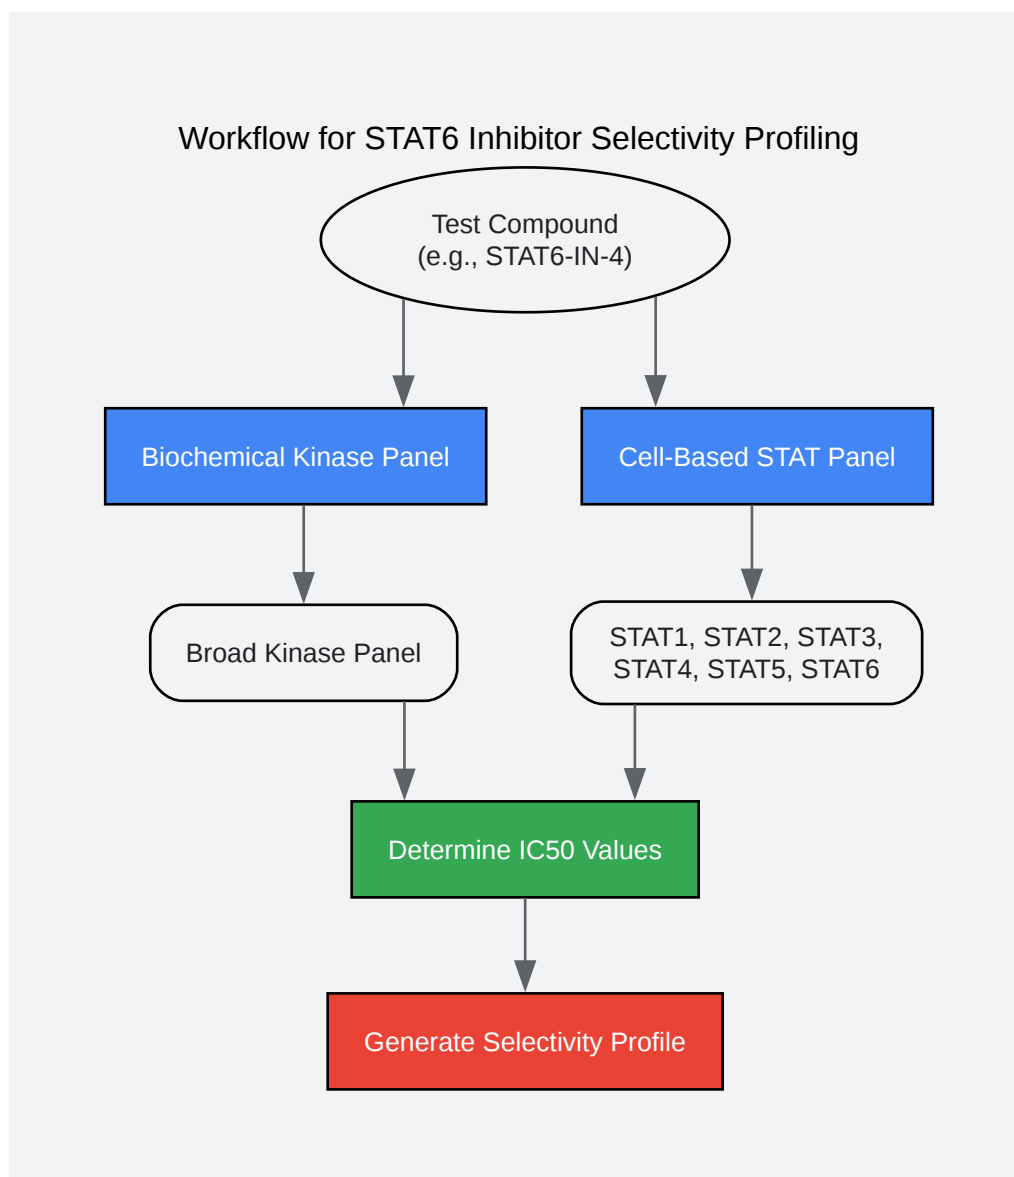 Workflow for STAT6 Inhibitor Selectivity Profiling
Test Compound
(e.g., STAT6-IN-4)
Biochemical Kinase Panel
Cell-Based STAT Panel
Broad Kinase Panel
STAT1, STAT2, STAT3,
STAT4, STAT5, STAT6
Determine IC50 Values
Generate Selectivity Profile